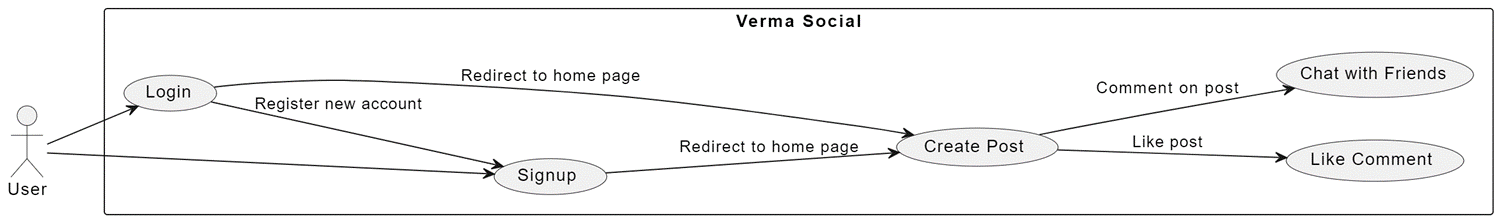 Verma Social
Redirect to home page
Chat with Friends
Login
Comment on post
Register new account
Like post
Redirect to home page
Create Post
Like Comment
Signup
User